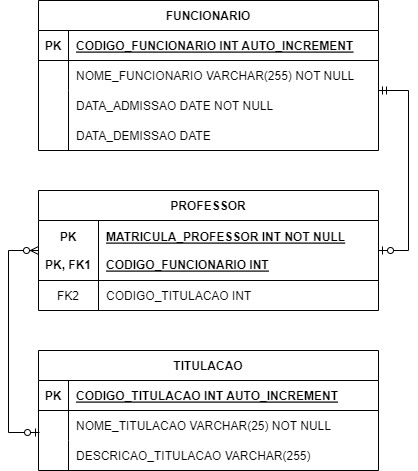 FUNCIONARIO
PK CODIGO_FUNCIONARIO INT AUTO_INCREMENT
NOME_FUNCIONARIO VARCHAR(255) NOT NULL
DATA_ADMISSAO DATE NOT NULL
DATA_DEMISSAO DATE
PROFESSOR
PK MATRICULA_PROFESSOR INT NOT NULL
PK, FK1 CODIGO_FUNCIONARIO INT
FK2 CODIGO_TITULACAO INT
TITULACAO
PK CODIGO_TITULACAO INT AUTO_INCREMENT
NOME_TITULACAO VARCHAR(25) NOT NULL
DESCRICAO_TITULACAO VARCHAR(255)